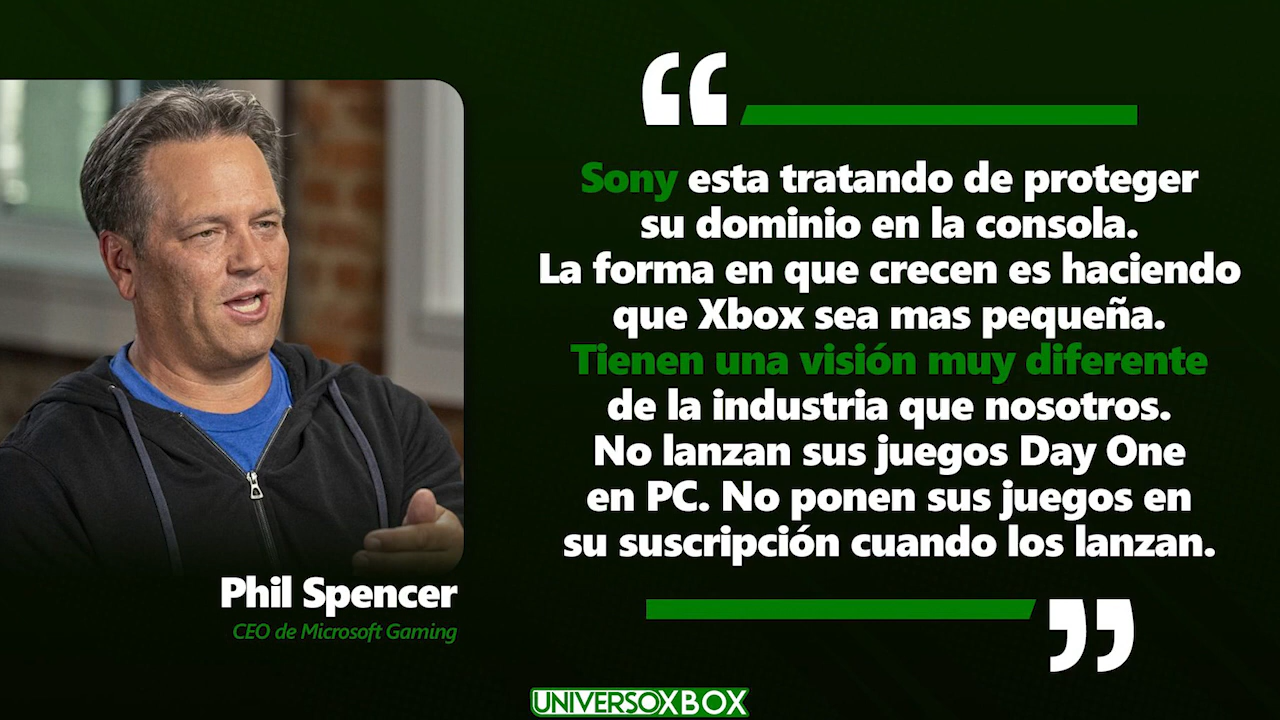 “
Sony esta tratando de proteger
su dominio en la consola.
La forma en que crecen es haciendo
que Xbox sea mas pequeña.
Tienen una visión muy diferente
de la industria que nosotros.
No lanzan sus juegos Day One
en PC. No ponen sus juegos en
su suscripción cuando los lanzan.
”
Phil Spencer
CEO de Microsoft Gaming
UNIVERSOXBOX